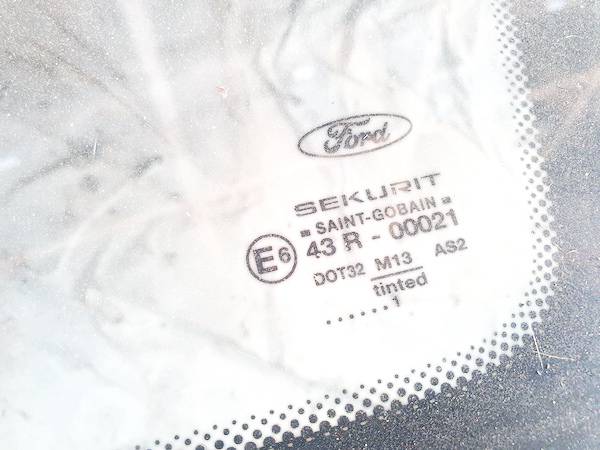 Ford
SEKURIT
SAINT-GOBAIN
E6 43 R - 00021
DOT32 M13 AS2
tinted
....... 1